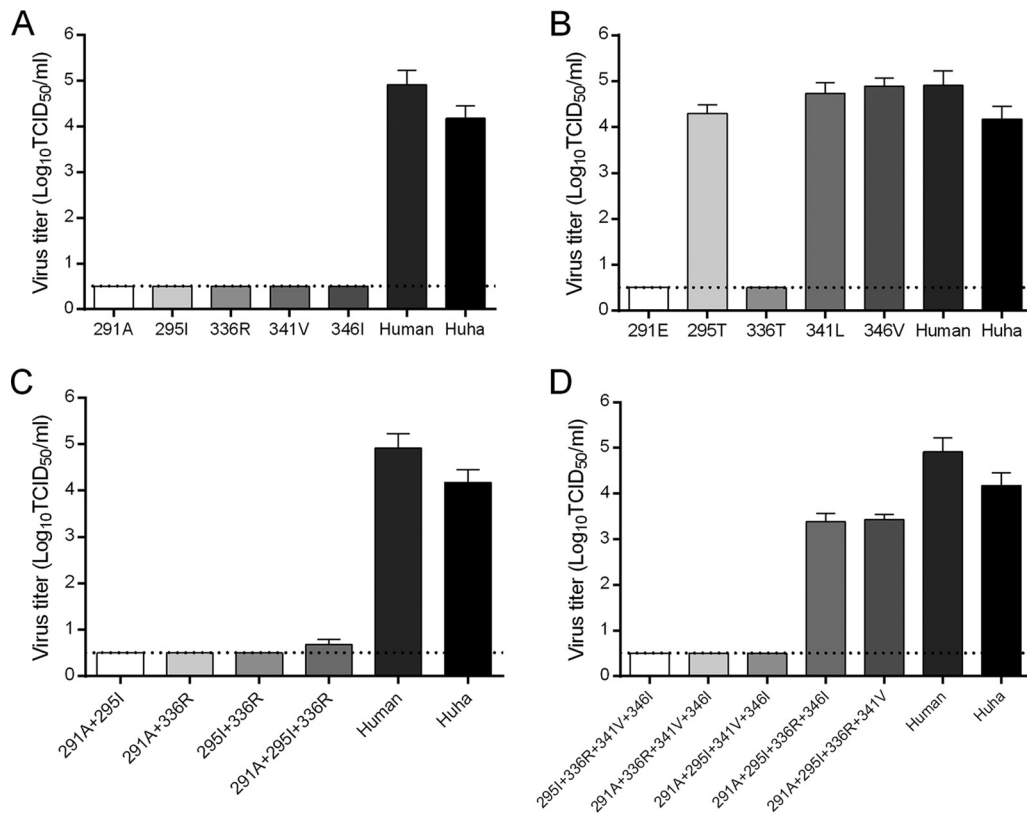 A
Virus titer (Log10TCID50/ml)
6
5
4
3
2
1
0
291A 295I 336R 341V 346I Human Huha
B
Virus titer (Log10TCID50/ml)
6
5
4
3
2
1
0
291E 295T 336T 341L 346V Human Huha
C
Virus titer (Log10TCID50/ml)
6
5
4
3
2
1
0
291A+295I
291A+336R
295I+336R
291A+295I+336R
Human
Huha
D
Virus titer (Log10TCID50/ml)
6
5
4
3
2
1
0
295I+336R+341V+346I
291A+336R+341V+346I
291A+295I+341V+346I
291A+295I+336R+346I
291A+295I+336R+341V
Human
Huha